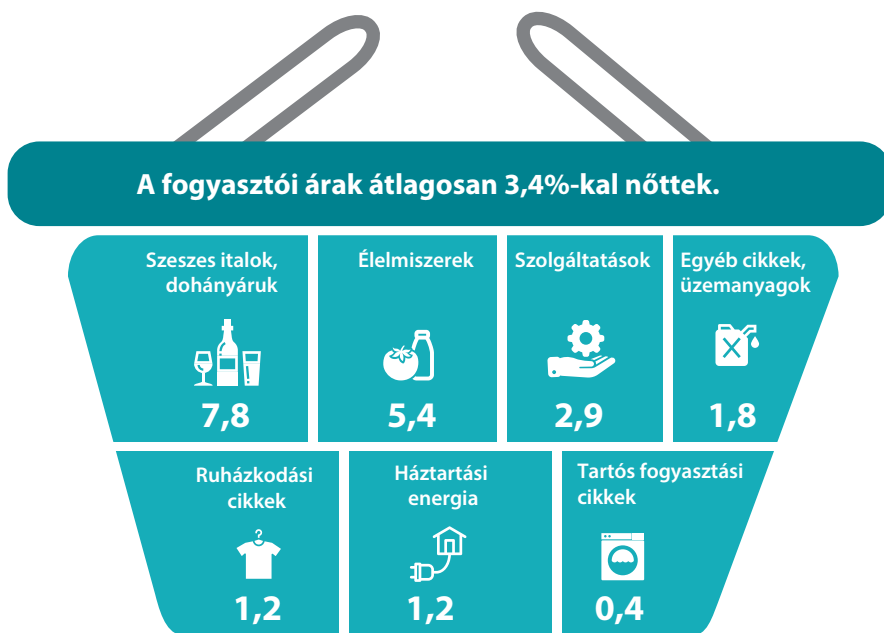 A fogyasztói árak átlagosan 3,4%-kal nőttek.
Szeszes italok,
dohányáruk
7,8
Élelmiszerek
5,4
Szolgáltatások
2,9
Egyéb cikkek,
üzemanyagok
1,8
Ruházkodási
cikkek
1,2
Háztartási
energia
1,2
Tartós fogyasztási
cikkek
0,4